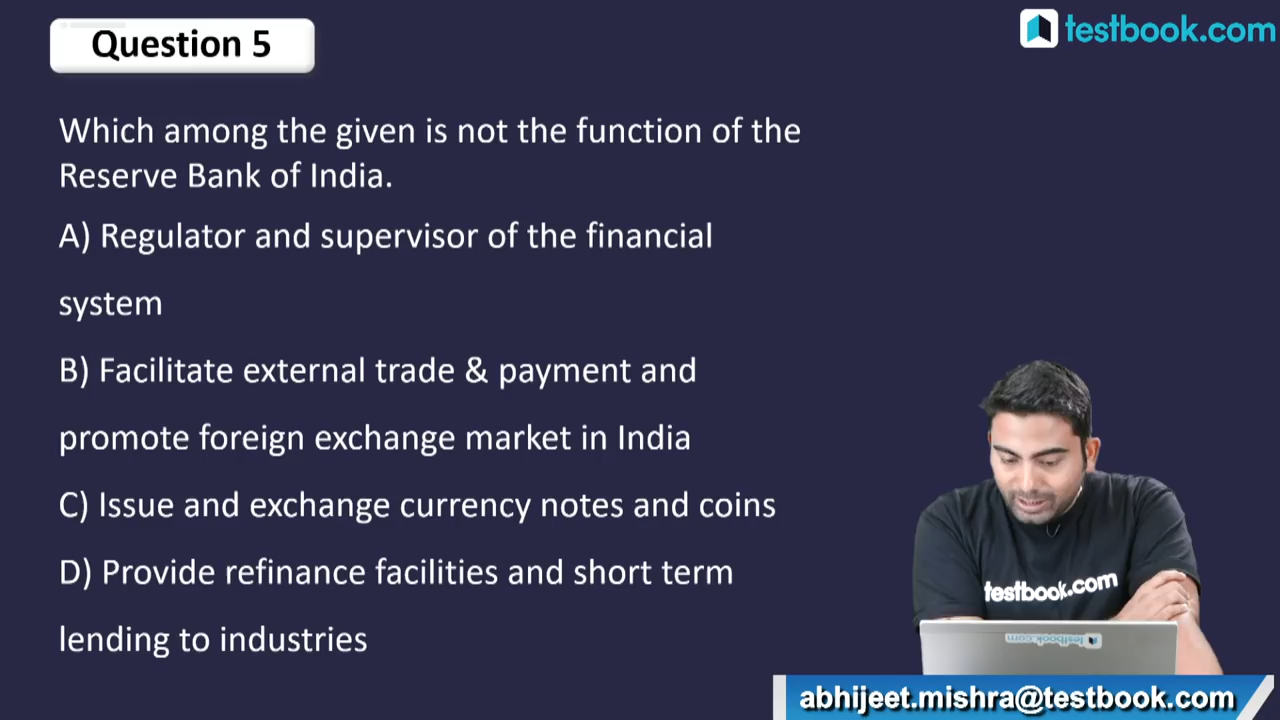 Question 5
testbook.com
Which among the given is not the function of the
Reserve Bank of India.
A) Regulator and supervisor of the financial
system
B) Facilitate external trade & payment and
promote foreign exchange market in India
C) Issue and exchange currency notes and coins
D) Provide refinance facilities and short term
lending to industries
testbook.com
testbook.com
abhijeet.mishra@testbook.com